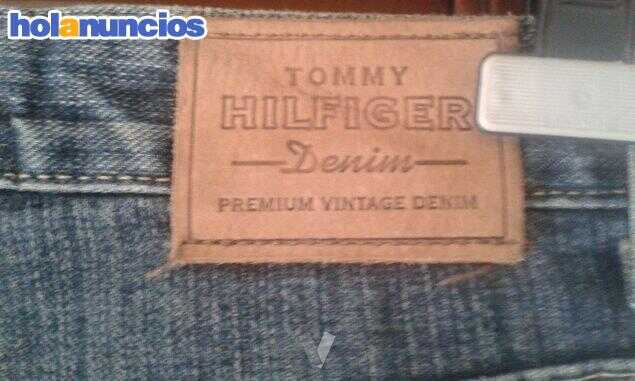 holanuncios
TOMMY
HILFIGER
Denim
PREMIUM VINTAGE DENIM